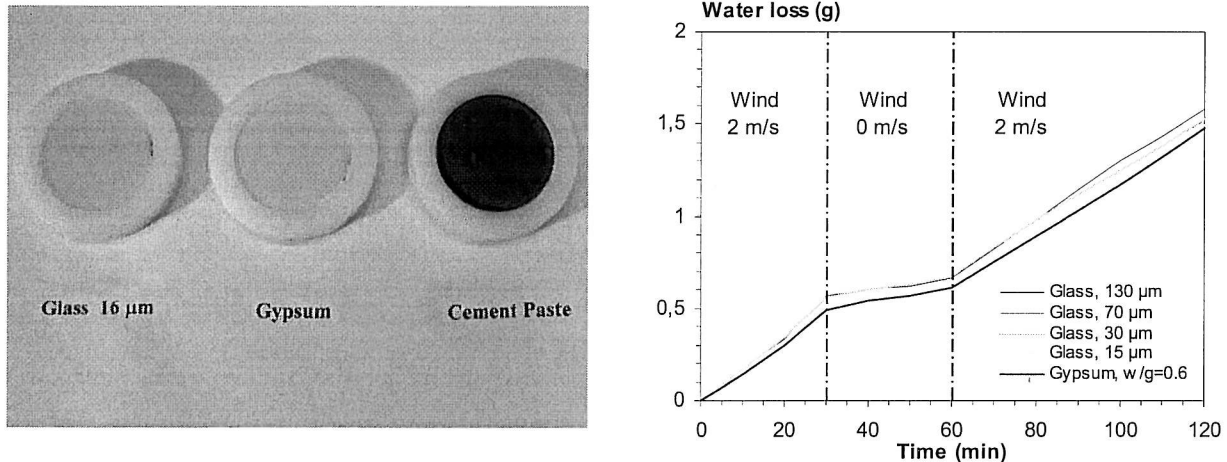 Glass 16 µm
Gypsum
Cement Paste
Water loss (g)
2
1,5
1
0,5
0
Wind
2 m/s
Wind
0 m/s
Wind
2 m/s
Glass, 130 µm
Glass, 70 µm
Glass, 30 µm
Glass, 15 µm
Gypsum, w/g=0.6
0
20
40
60
80
100
120
Time (min)